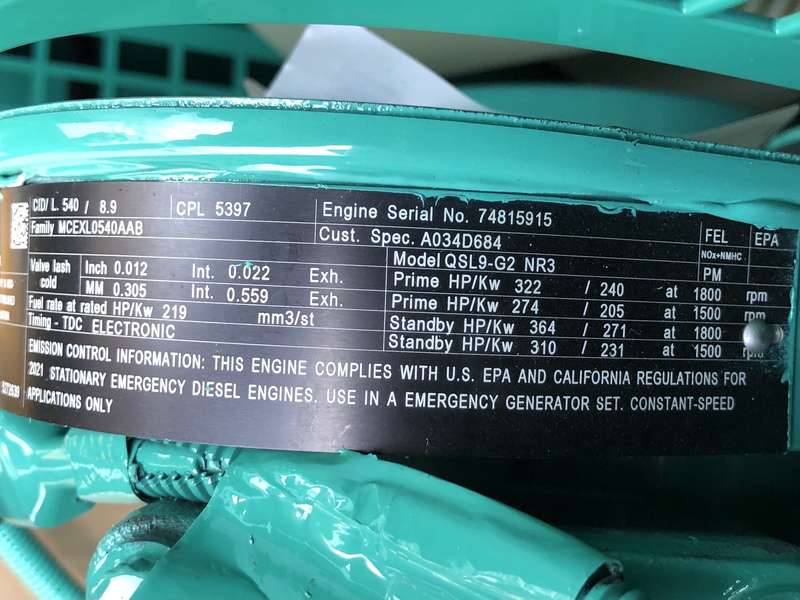 CID/ L. 540 / 8.9 CPL 5397 Engine Serial No. 74815915
Family MCEXL0540AAB Cust. Spec. A034D684 FEL EPA
Valve lash cold Inch 0.012 Int. 0.022 Exh. Model QSL9-G2 NR3 NOx+NMHC
MM 0.305 Int. 0.559 Exh. Prime HP/Kw 322 / 240 at 1800 rpm PM
Fuel rate at rated HP/Kw 219 mm3/st Prime HP/Kw 274 / 205 at 1500 rpm
Timing - TDC ELECTRONIC Standby HP/Kw 364 / 271 at 1800
Standby HP/Kw 310 / 231 at 1500 rpm
EMISSION CONTROL INFORMATION: THIS ENGINE COMPLIES WITH U.S. EPA AND CALIFORNIA REGULATIONS FOR
2021 STATIONARY EMERGENCY DIESEL ENGINES. USE IN A EMERGENCY GENERATOR SET. CONSTANT-SPEED
APPLICATIONS ONLY